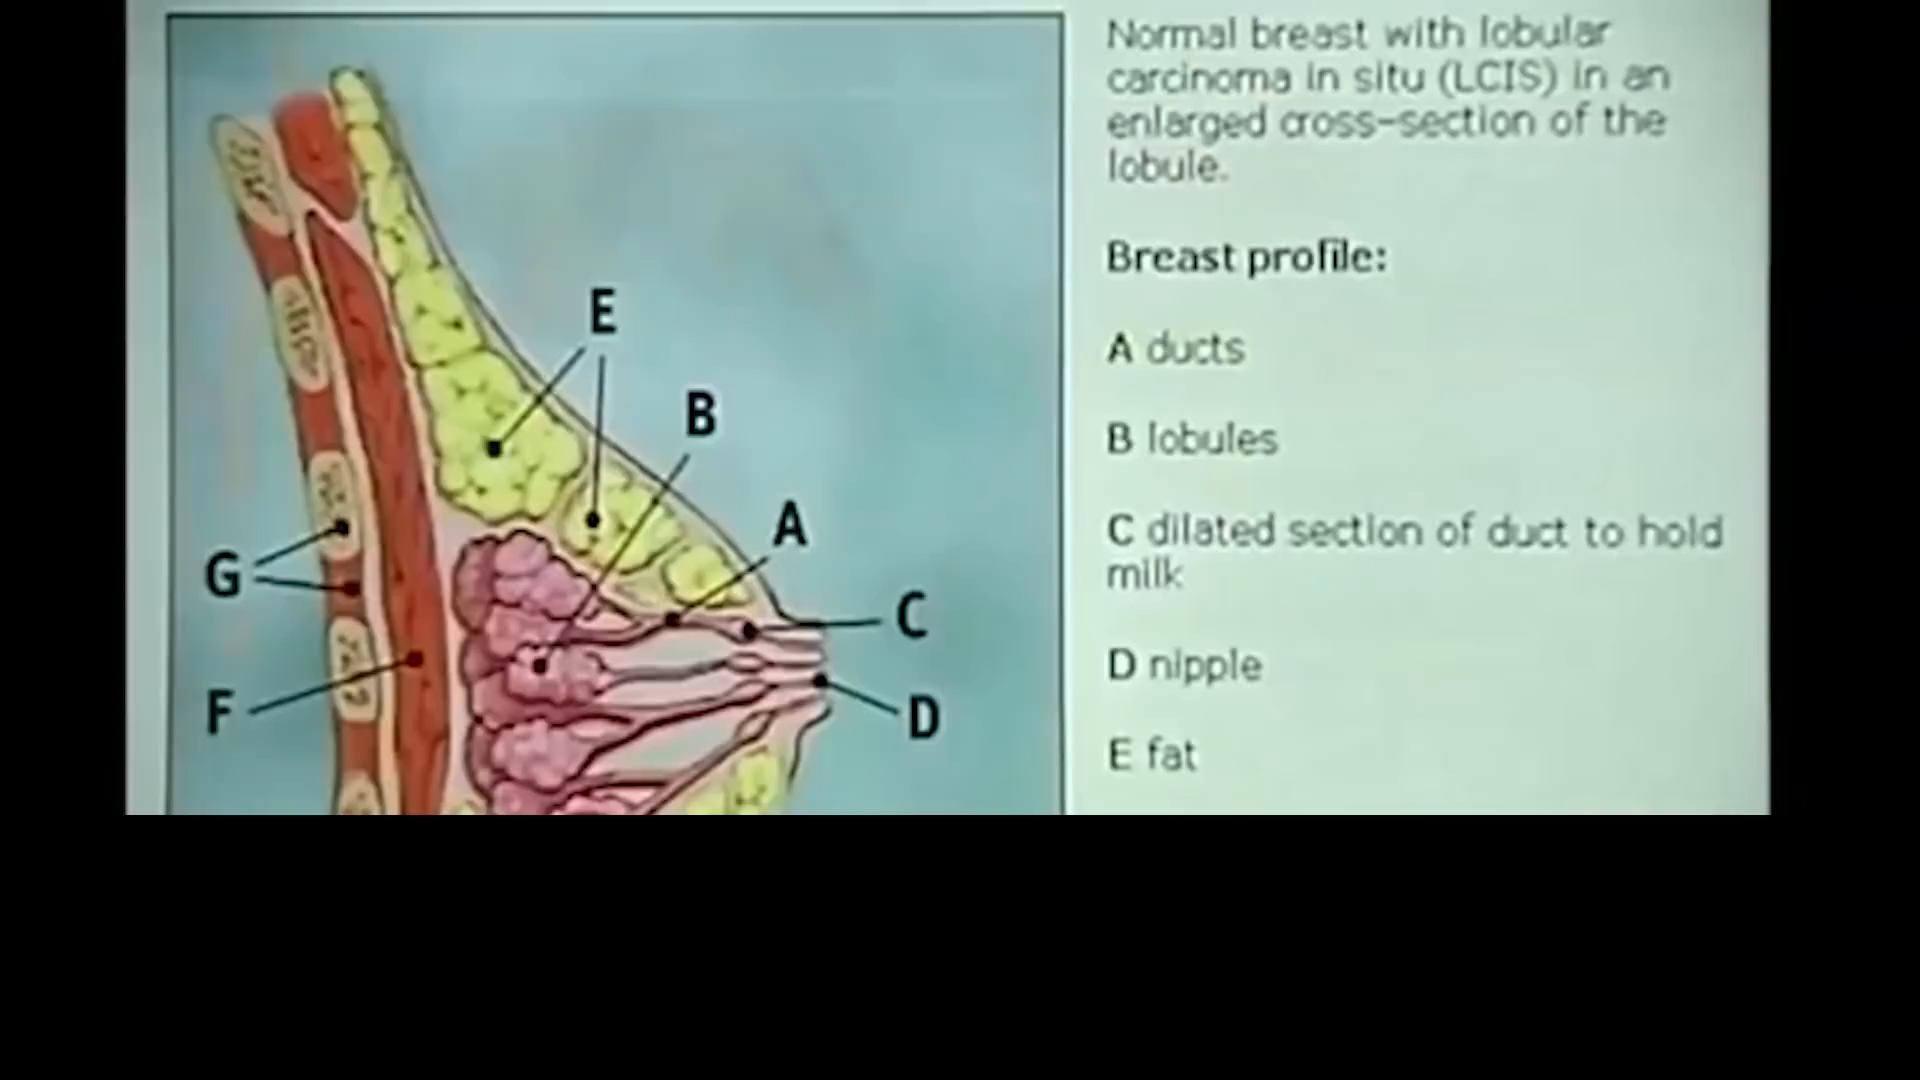 Normal breast with lobular
carcinoma in situ (LCIS) in an
enlarged cross-section of the
lobule.
Breast profile:
A ducts
B lobules
C dilated section of duct to hold
milk
D nipple
E fat
E
B
A
C
D
G
F